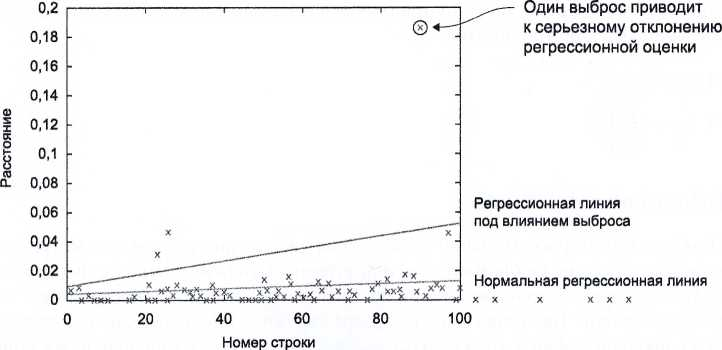 0,2
0,18
0,16
0,14
0,12
0,1
0,08
0,06
0,04
0,02
0
Расстояние
0 20 40 60 80 100
Номер строки
Один выброс приводит
к серьезному отклонению
регрессионной оценки
Регрессионная линия
под влиянием выброса
Нормальная регрессионная линия